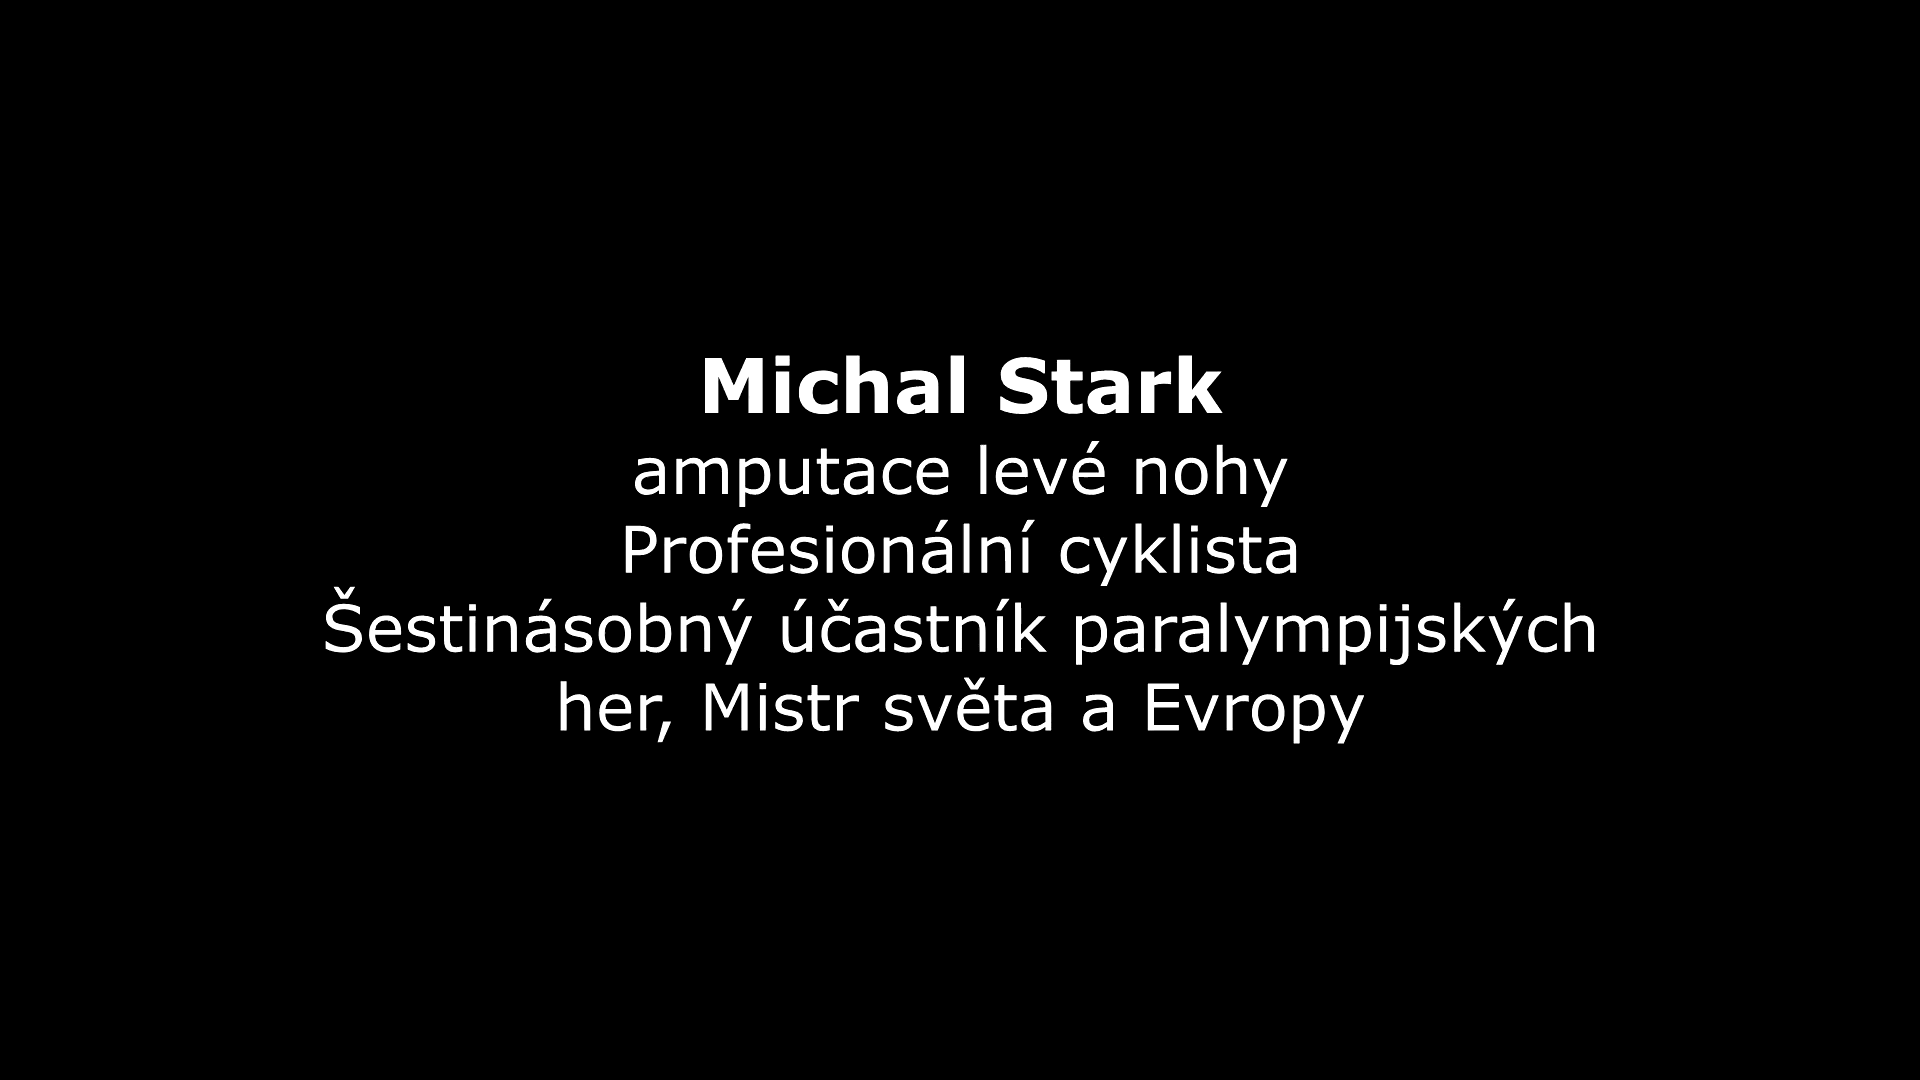 Michal Stark
amputace levé nohy
Profesionální cyklista
Šestinásobný účastník paralympijských
her, Mistr světa a Evropy